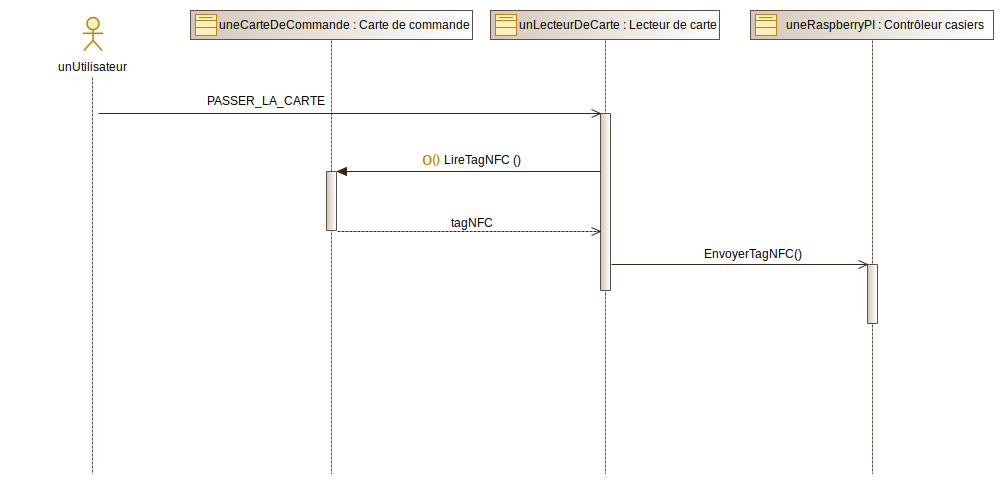 uneCarteDeCommande : Carte de commande
unLecteurDeCarte : Lecteur de carte
uneRaspberryPI : Contrôleur casiers
unUtilisateur
PASSER_LA_CARTE
O() LireTagNFC ()
tagNFC
EnvoyerTagNFC()